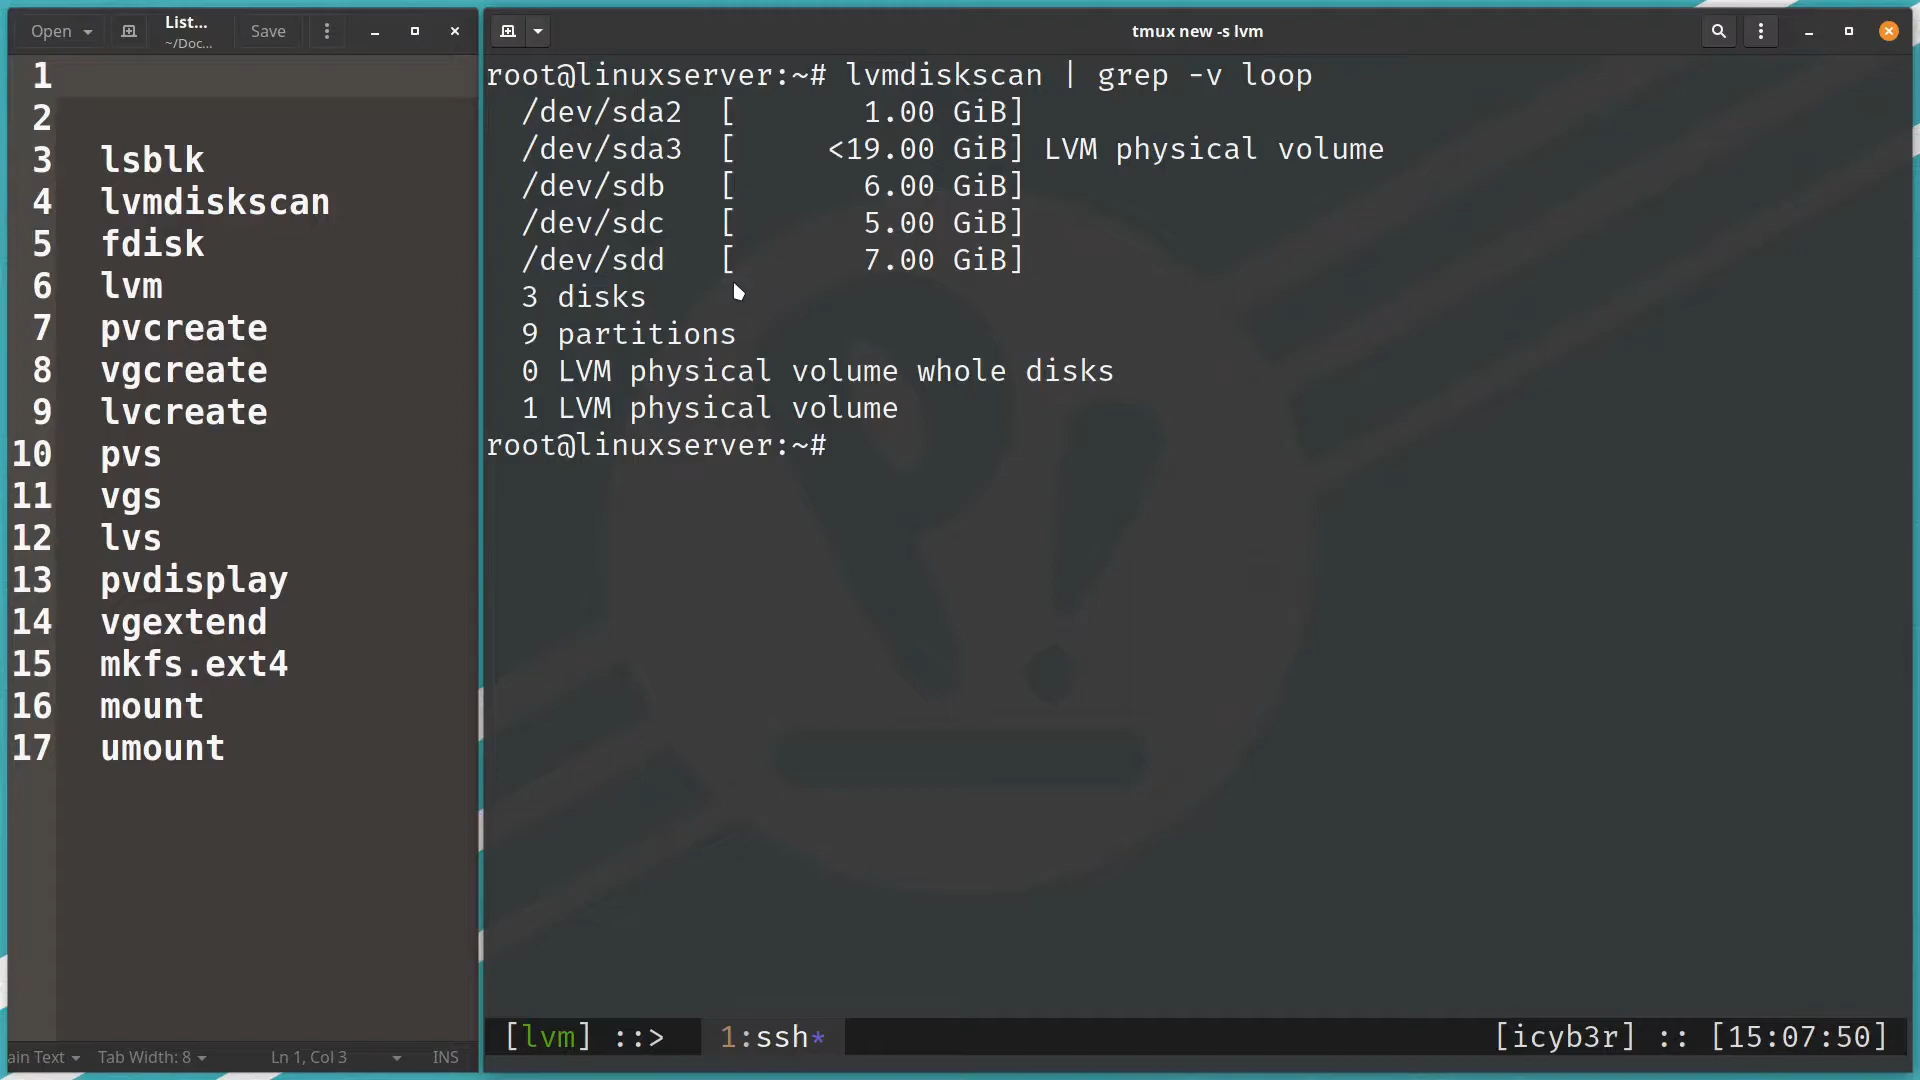 Open
List...
~/Doc...
Save
1
2
3 lsblk
4 lvmdiskscan
5 fdisk
6 lvm
7 pvcreate
8 vgcreate
9 lvcreate
10 pvs
11 vgs
12 lvs
13 pvdisplay
14 vgextend
15 mkfs.ext4
16 mount
17 umount
ain Text Tab Width: 8 Ln 1, Col 3 INS
tmux new -s lvm
root@linuxserver:~# lvmdiskscan | grep -v loop
/dev/sda2 [ 1.00 GiB]
/dev/sda3 [ <19.00 GiB] LVM physical volume
/dev/sdb [ 6.00 GiB]
/dev/sdc [ 5.00 GiB]
/dev/sdd [ 7.00 GiB]
3 disks
9 partitions
0 LVM physical volume whole disks
1 LVM physical volume
root@linuxserver:~#
[lvm] ::> 1:ssh* [icyb3r] :: [15:07:50]